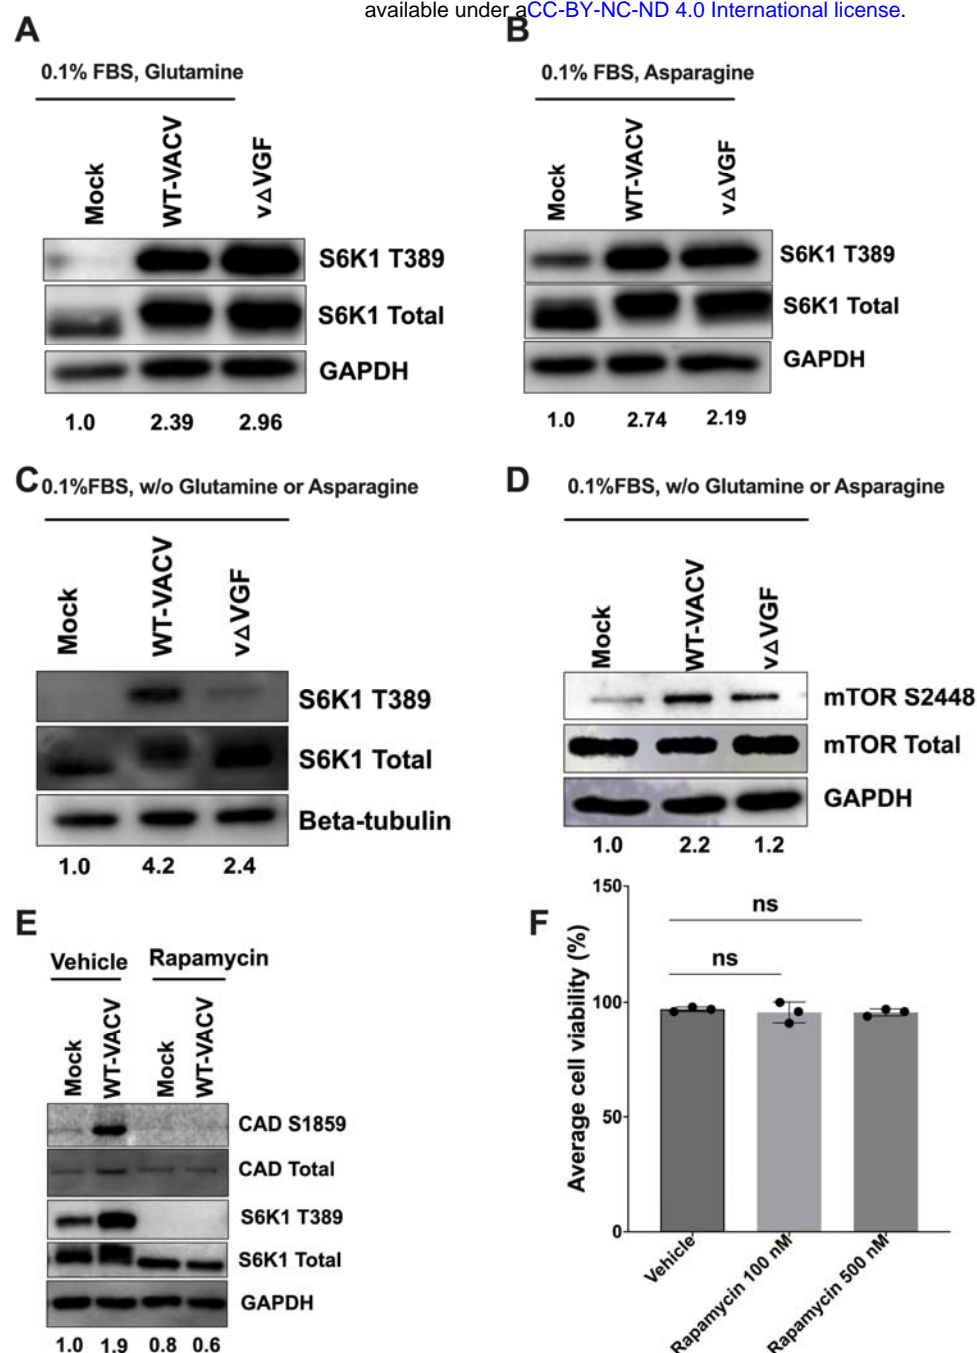 available under aCC-BY-NC-ND 4.0 International license.
A
0.1% FBS, Glutamine
Mock
WT-VACV
v△VGF
S6K1 T389
S6K1 Total
GAPDH
1.0 2.39 2.96
B
0.1% FBS, Asparagine
Mock
WT-VACV
v△VGF
S6K1 T389
S6K1 Total
GAPDH
1.0 2.74 2.19
C
0.1%FBS, w/o Glutamine or Asparagine
Mock
WT-VACV
v△VGF
S6K1 T389
S6K1 Total
Beta-tubulin
1.0 4.2 2.4
D
0.1%FBS, w/o Glutamine or Asparagine
Mock
WT-VACV
v△VGF
mTOR S2448
mTOR Total
GAPDH
1.0 2.2 1.2
E
Vehicle Rapamycin
Mock
WT-VACV
Mock
WT-VACV
CAD S1859
CAD Total
S6K1 T389
S6K1 Total
GAPDH
1.0 1.9 0.8 0.6
F
Average cell viability (%)
150
100
50
0
ns
ns
Vehicle
Rapamycin 100 nM
Rapamycin 500 nM